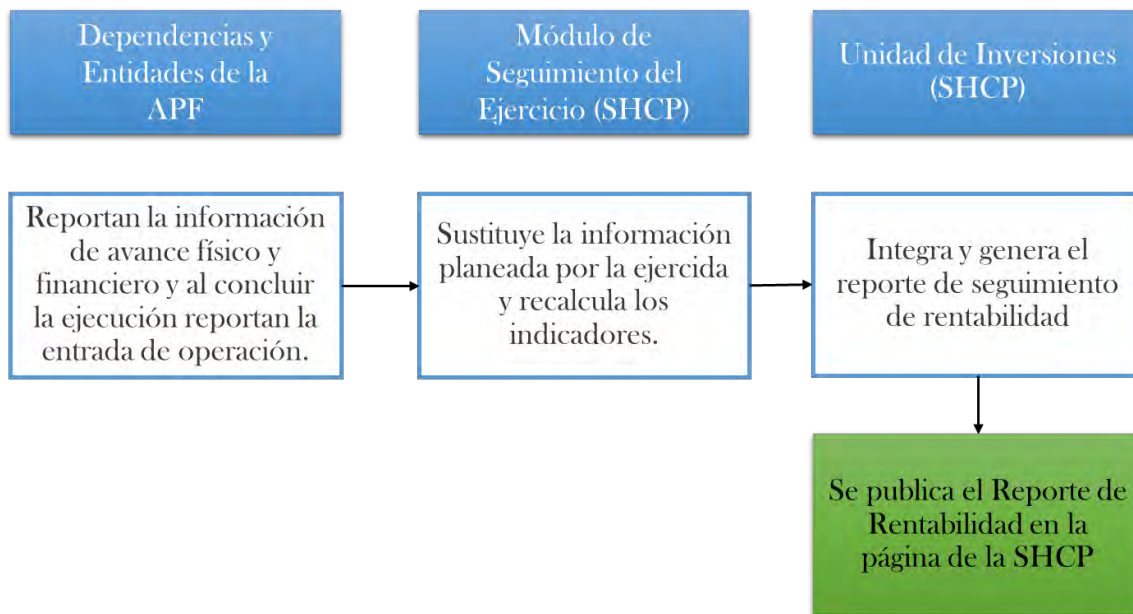 Dependencias y
Entidades de la
APF
Módulo de
Seguimiento del
Ejercicio (SHCP)
Unidad de Inversiones
(SHCP)
Reportan la información
de avance físico y
financiero y al concluir
la ejecución reportan la
entrada de operación.
Sustituye la información
planeada por la ejercida
y recalcula los
indicadores.
Integra y genera el
reporte de seguimiento
de rentabilidad
Se publica el Reporte de
Rentabilidad en la
página de la SHCP